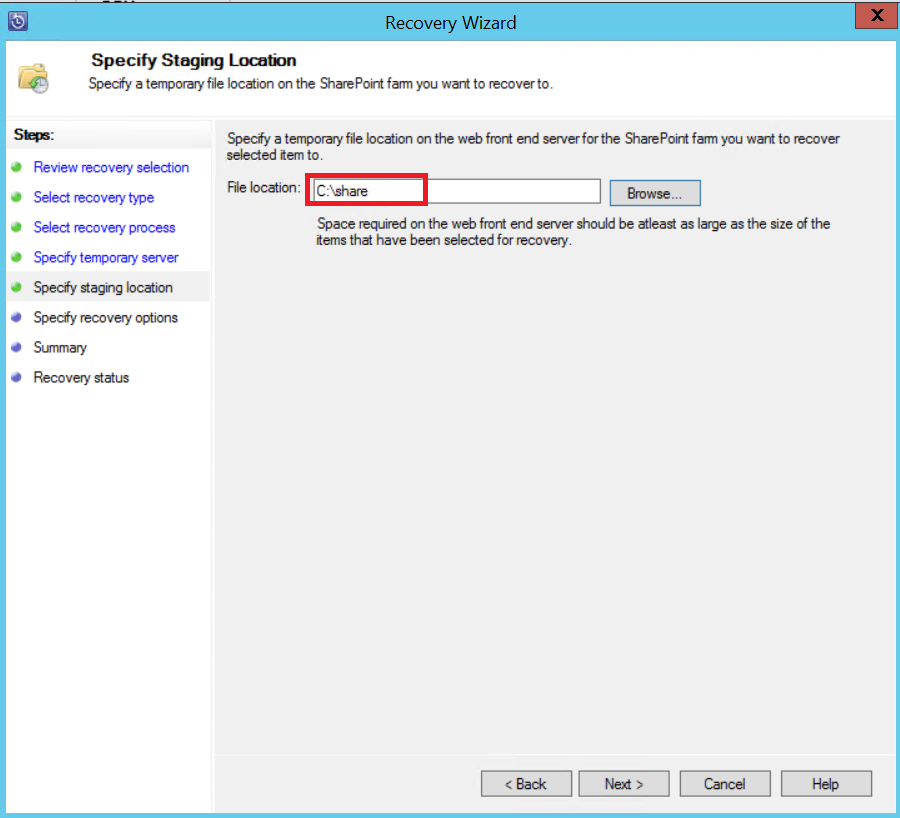 Recovery Wizard
X
Specify Staging Location
Specify a temporary file location on the SharePoint farm you want to recover to.
Steps:
Review recovery selection
Select recovery type
Select recovery process
Specify temporary server
Specify staging location
Specify recovery options
Summary
Recovery status
Specify a temporary file location on the web front end server for the SharePoint farm you want to recover
selected item to.
File location: C:\share Browse...
Space required on the web front end server should be atleast as large as the size of the
items that have been selected for recovery.
< Back Next > Cancel Help